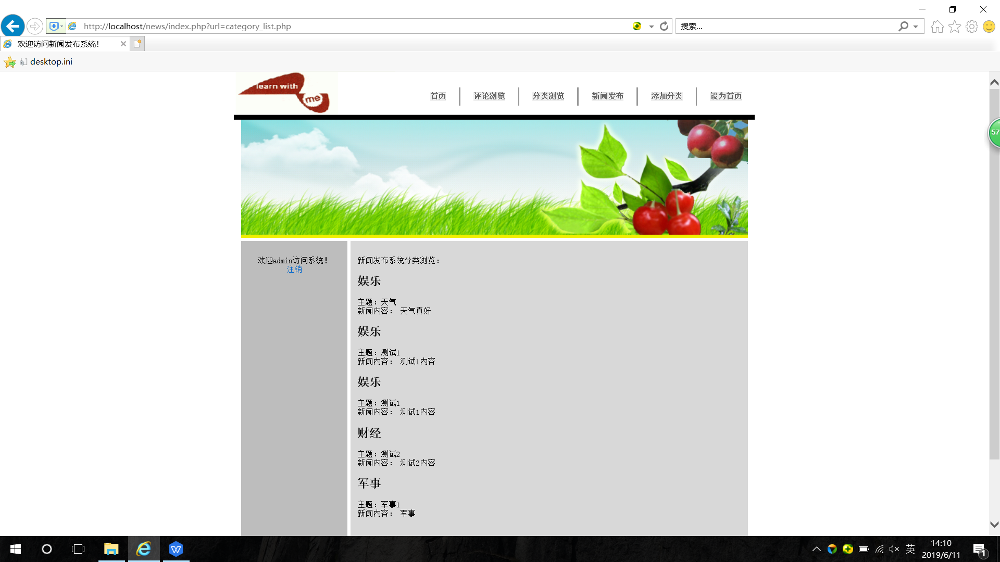 http://localhost/news/index.php?url=category_list.php
搜索...
欢迎访问新闻发布系统!
desktop.ini
learn with
me
首页
评论浏览
分类浏览
新闻发布
添加分类
设为首页
57
欢迎admin访问系统!
注销
新闻发布系统分类浏览:
娱乐
主题:天气
新闻内容: 天气真好
娱乐
主题:测试1
新闻内容: 测试1内容
娱乐
主题:测试1
新闻内容: 测试1内容
财经
主题:测试2
新闻内容: 测试2内容
军事
主题:军事1
新闻内容: 军事
英
14:10
2019/6/11
1